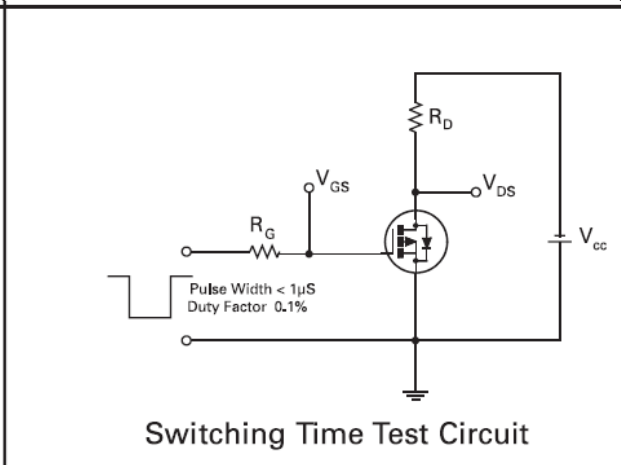 R_D
V_GS
V_DS
R_G
V_cc
Pulse Width < 1µS
Duty Factor 0.1%
Switching Time Test Circuit